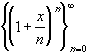 {(1 + x/n)^n}_{n=0}^∞